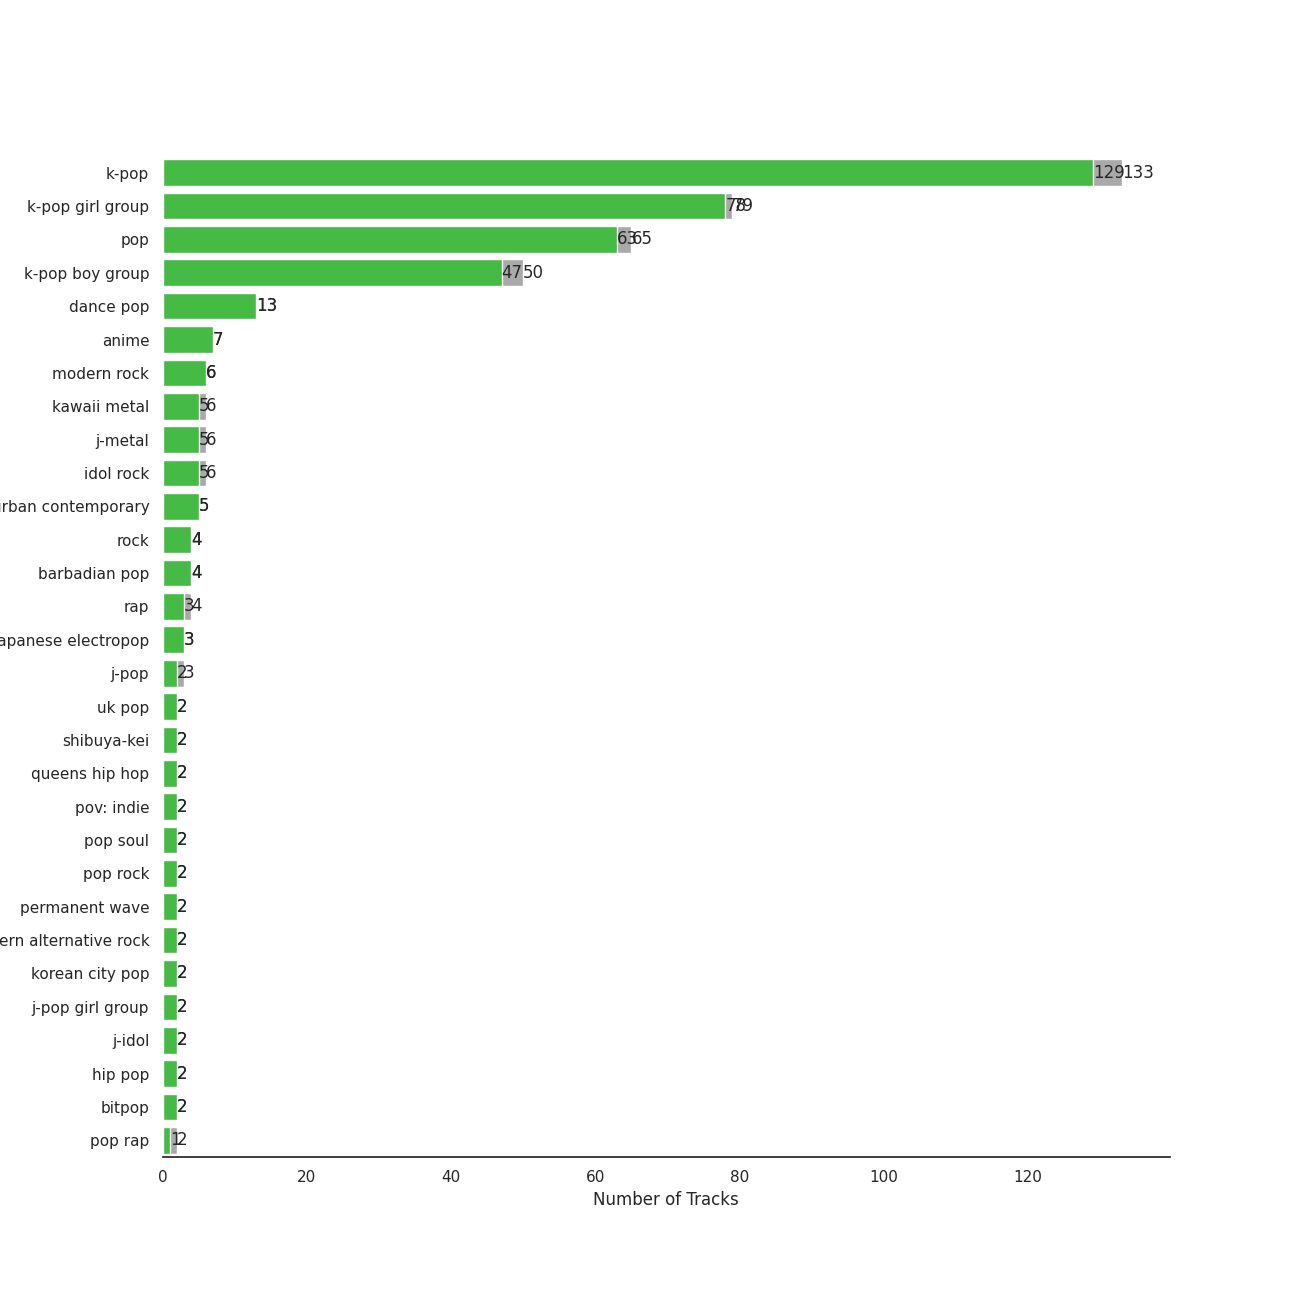 k-pop 129 133
k-pop girl group 78 79
pop 63 65
k-pop boy group 47 50
dance pop 13
anime 7
modern rock 6
kawaii metal 5 6
j-metal 5 6
idol rock 5 6
rban contemporary 5
rock 4
barbadian pop 4
rap 3 4
apanese electropop 3
j-pop 2 3
uk pop 2
shibuya-kei 2
queens hip hop 2
pov: indie 2
pop soul 2
pop rock 2
permanent wave 2
ern alternative rock 2
korean city pop 2
j-pop girl group 2
j-idol 2
hip pop 2
bitpop 2
pop rap 1 2
0 20 40 60 80 100 120
Number of Tracks